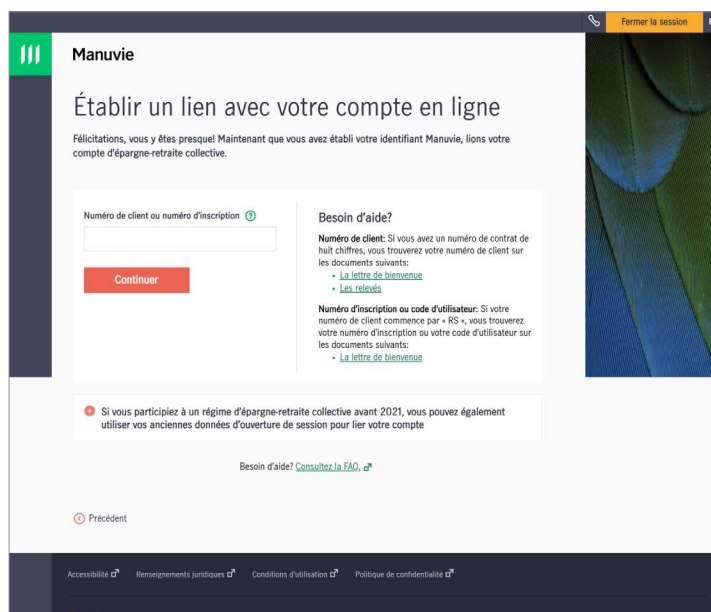 Fermer la session
Manuvie
Établir un lien avec votre compte en ligne
Félicitations, vous y êtes presque! Maintenant que vous avez établi votre identifiant Manuvie, lions votre
compte d'épargne-retraite collective.
Numéro de client ou numéro d'inscription
Continuer
Besoin d'aide?
Numéro de client: Si vous avez un numéro de contrat de
huit chiffres, vous trouverez votre numéro de client sur
les documents suivants:
• La lettre de bienvenue
• Les relevés
Numéro d'inscription ou code d'utilisateur: Si votre
numéro de client commence par « RS », vous trouverez
votre numéro d'inscription ou votre code d'utilisateur sur
les documents suivants:
• La lettre de bienvenue
Si vous participiez à un régime d'épargne-retraite collective avant 2021, vous pouvez également
utiliser vos anciennes données d'ouverture de session pour lier votre compte
Besoin d'aide? Consultez la FAQ.
Précédent
Accessibilité Renseignements juridiques Conditions d'utilisation Politique de confidentialité